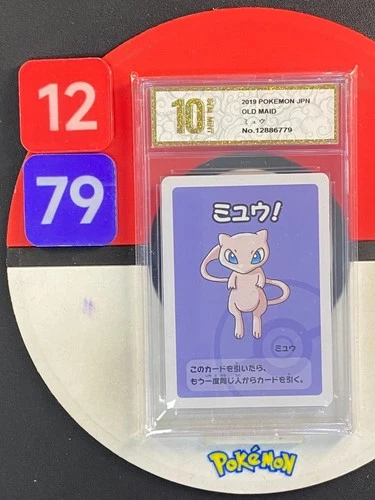 12
79
10
GEM MINT
2019 POKEMON JPN
OLD MAID
ミュウ
No.12886779
ミュウ!
ミュウ
このカードを引いたら、
もう一度同じ人からカードを引く。
POKéMON